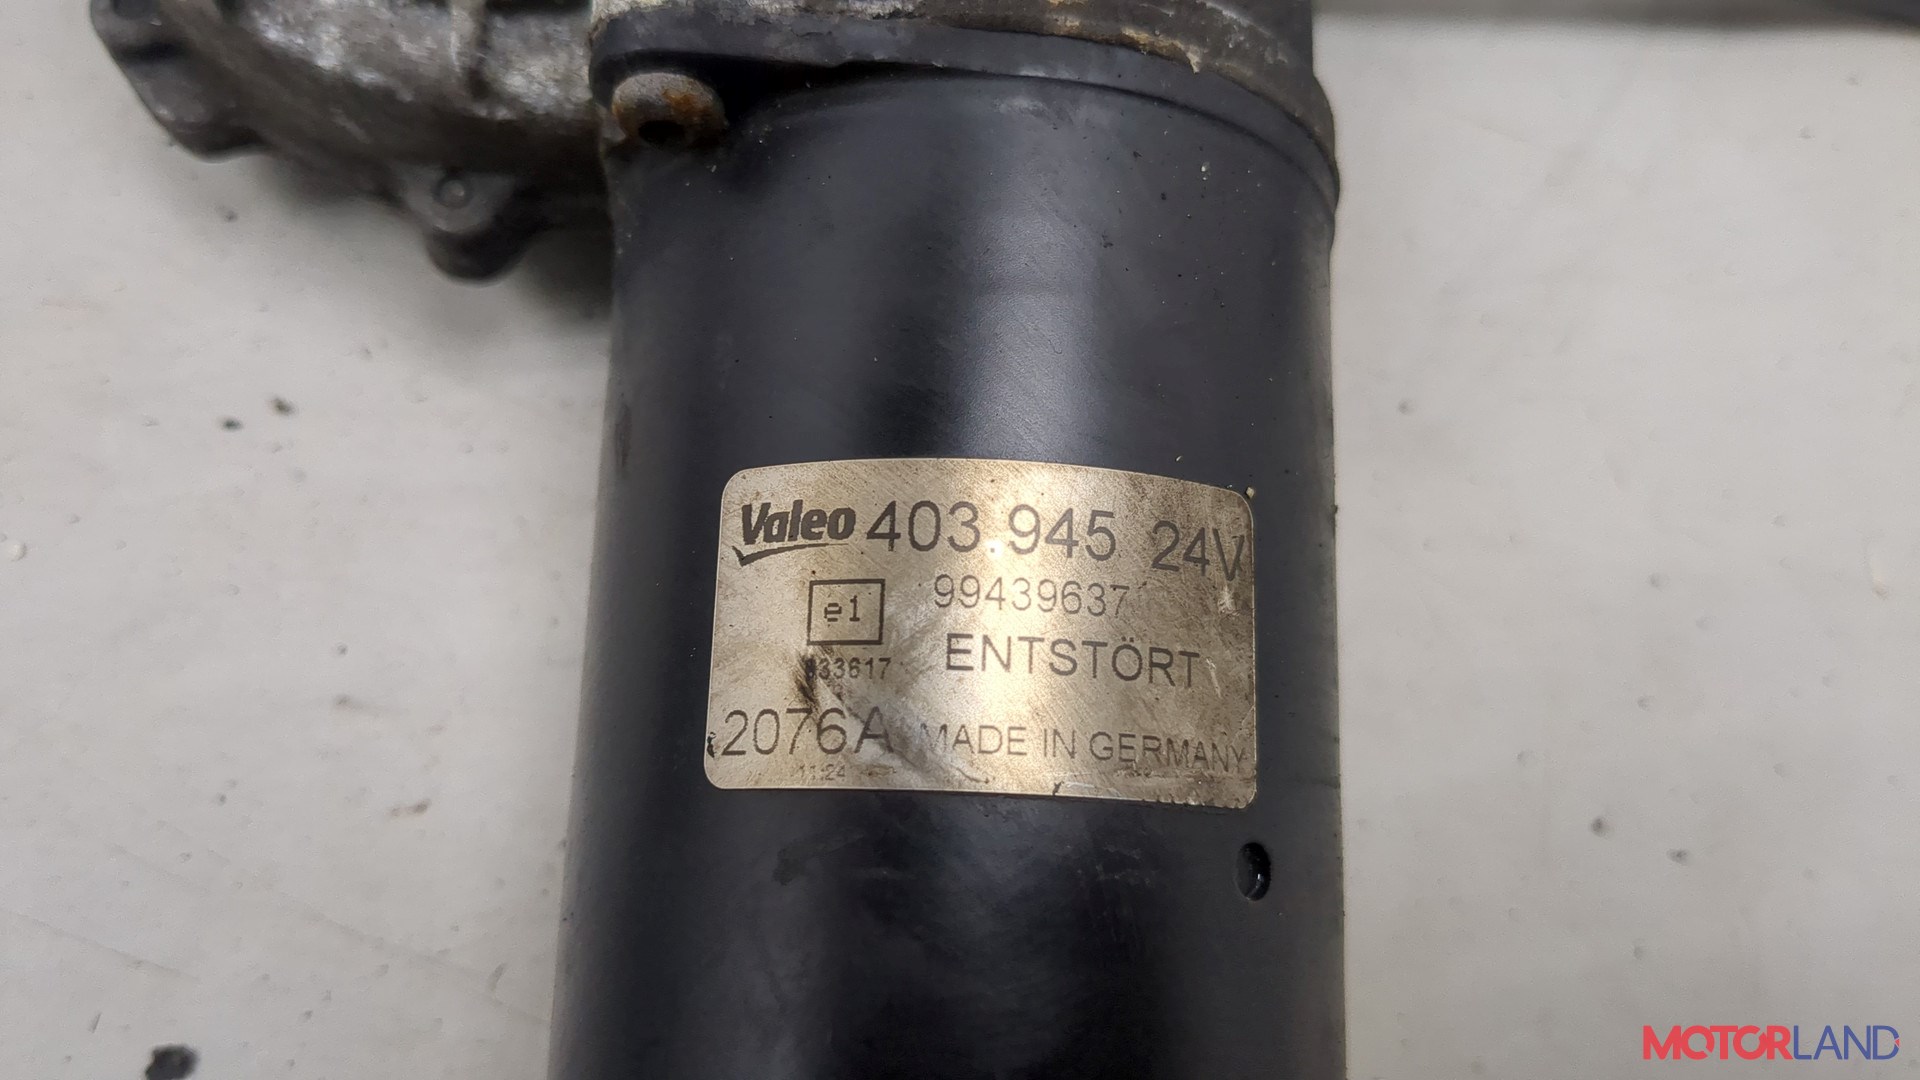 Valeo 403.945 24V
e1 99439637
33617 ENTSTÖRT
2076A MADE IN GERMANY
11:24
MOTORLAND